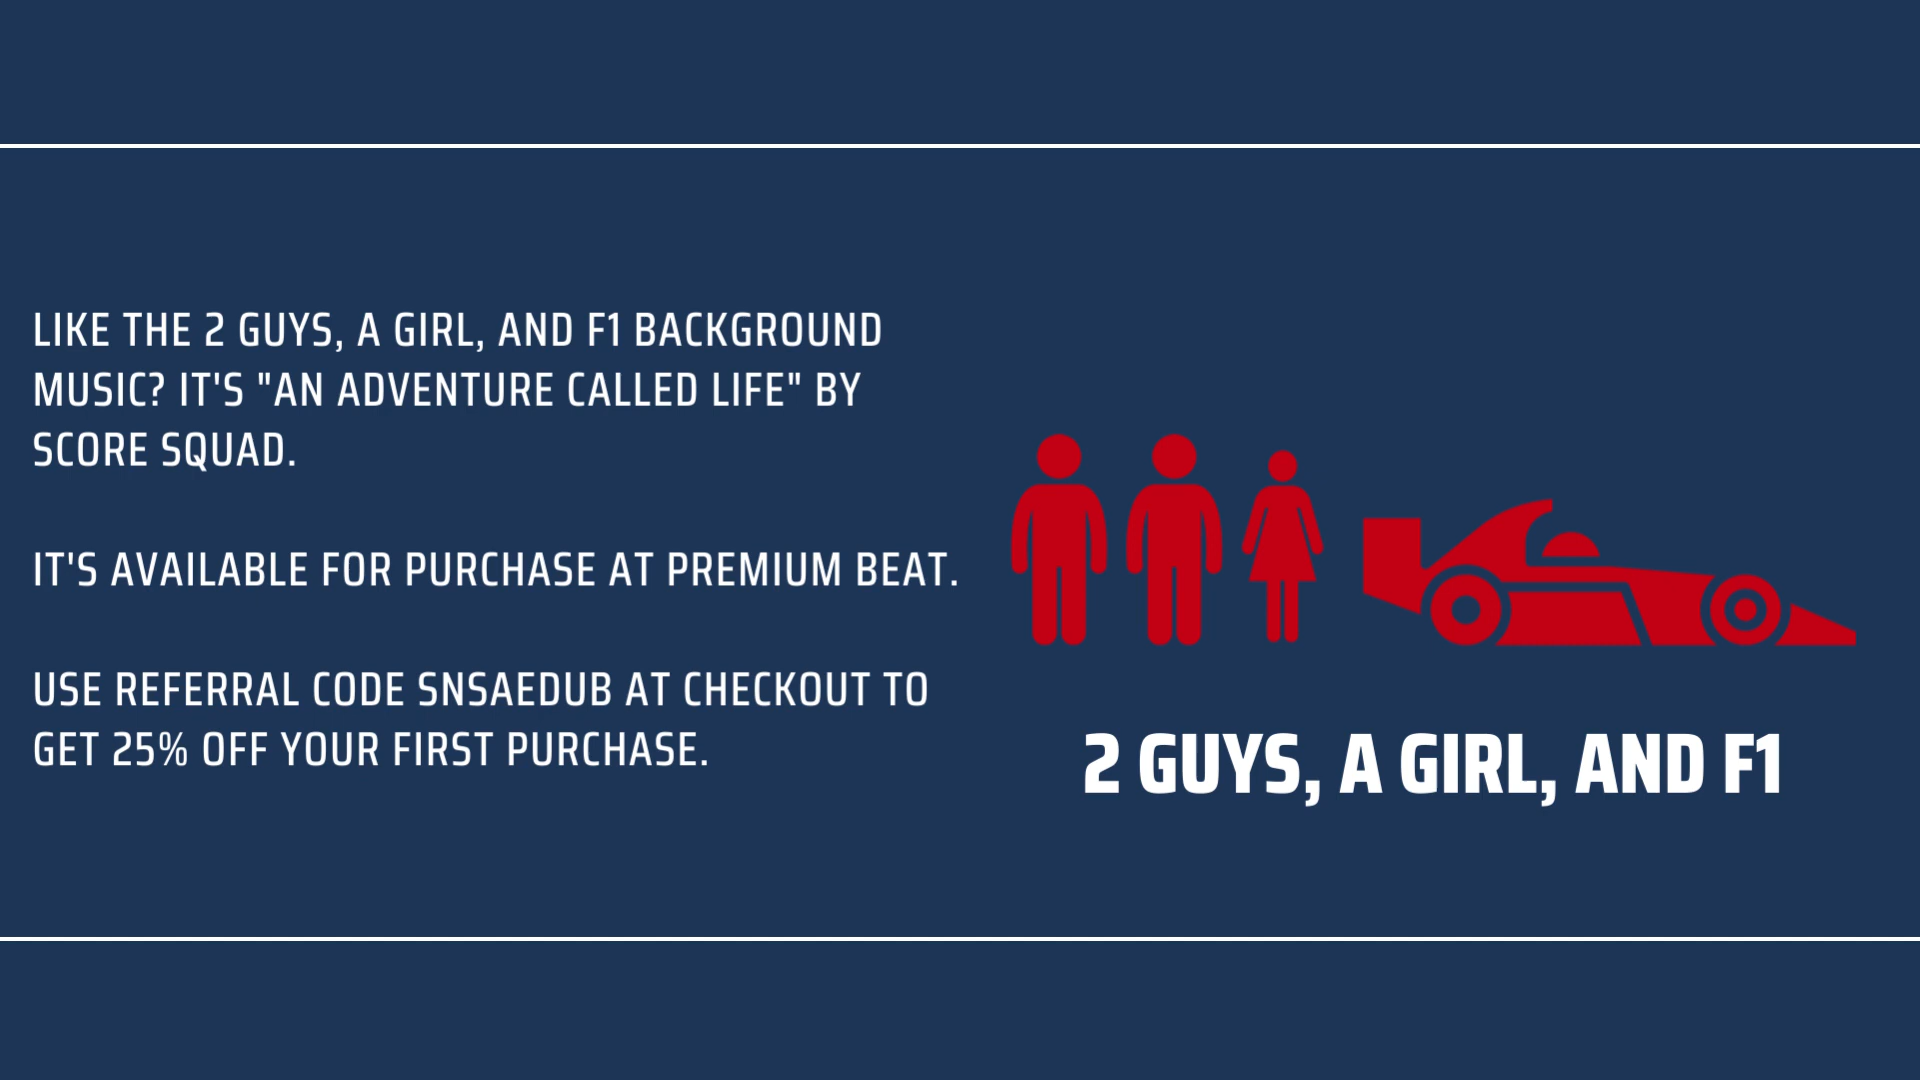 LIKE THE 2 GUYS, A GIRL, AND F1 BACKGROUND
MUSIC? IT'S "AN ADVENTURE CALLED LIFE" BY
SCORE SQUAD.
IT'S AVAILABLE FOR PURCHASE AT PREMIUM BEAT.
USE REFERRAL CODE SNSAEDUB AT CHECKOUT TO
GET 25% OFF YOUR FIRST PURCHASE.
2 GUYS, A GIRL, AND F1